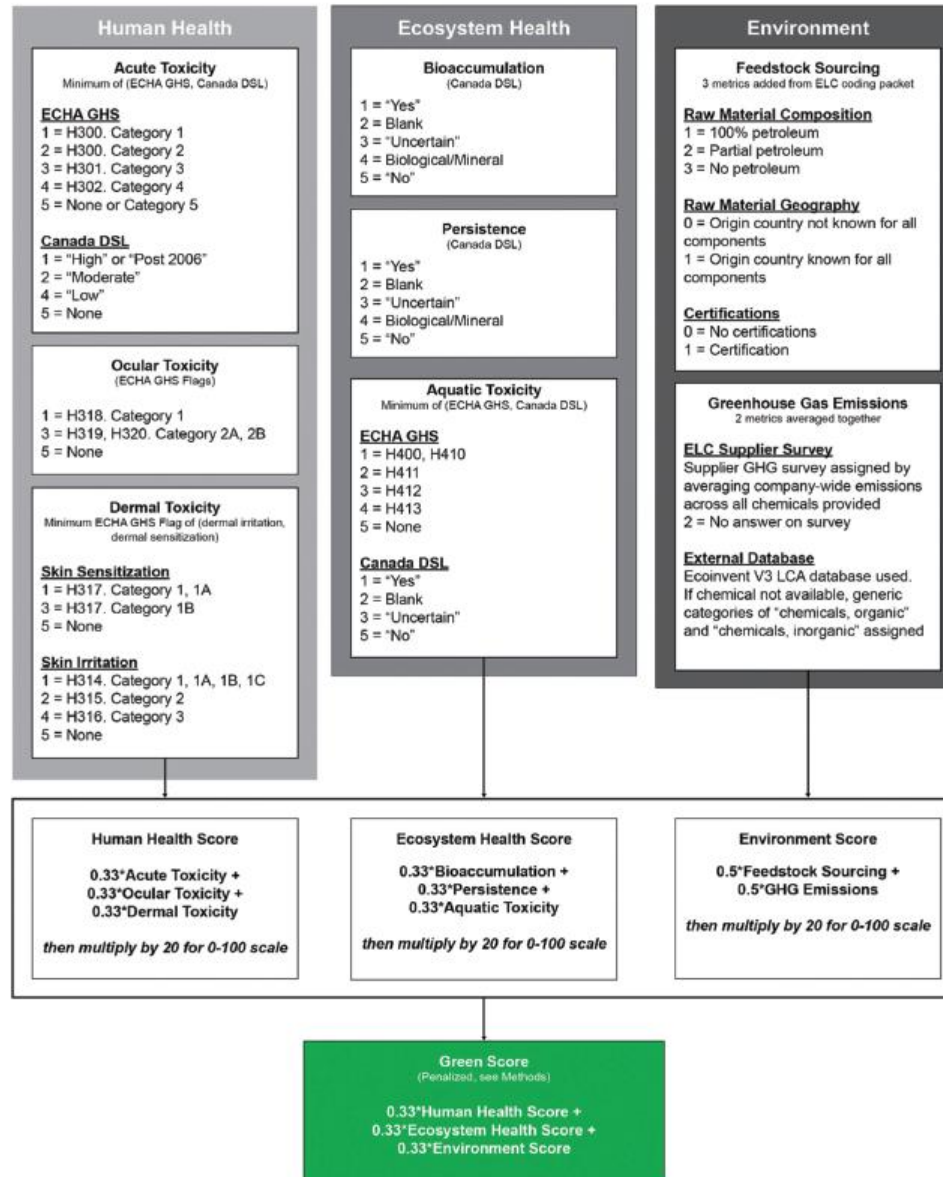 Human Health
Acute Toxicity
Minimum of (ECHA GHS, Canada DSL)
ECHA GHS
1 = H300. Category 1
2 = H300. Category 2
3 = H301. Category 3
4 = H302. Category 4
5 = None or Category 5
Canada DSL
1 = "High" or "Post 2006"
2 = "Moderate"
4 = "Low"
5 = None
Ocular Toxicity
(ECHA GHS Flags)
1 = H318. Category 1
3 = H319, H320. Category 2A, 2B
5 = None
Dermal Toxicity
Minimum ECHA GHS Flag of (dermal irritation,
dermal sensitization)
Skin Sensitization
1 = H317. Category 1, 1A
3 = H317. Category 1B
5 = None
Skin Irritation
1 = H314. Category 1, 1A, 1B, 1C
2 = H315. Category 2
4 = H316. Category 3
5 = None
Ecosystem Health
Bioaccumulation
(Canada DSL)
1 = "Yes"
2 = Blank
3 = "Uncertain"
4 = Biological/Mineral
5 = "No"
Persistence
(Canada DSL)
1 = "Yes"
2 = Blank
3 = "Uncertain"
4 = Biological/Mineral
5 = "No"
Aquatic Toxicity
Minimum of (ECHA GHS, Canada DSL)
ECHA GHS
1 = H400, H410
2 = H411
3 = H412
4 = H413
5 = None
Canada DSL
1 = "Yes"
2 = Blank
3 = "Uncertain"
5 = "No"
Environment
Feedstock Sourcing
3 metrics added from ELC coding packet
Raw Material Composition
1 = 100% petroleum
2 = Partial petroleum
3 = No petroleum
Raw Material Geography
0 = Origin country not known for all
components
1 = Origin country known for all
components
Certifications
0 = No certifications
1 = Certification
Greenhouse Gas Emissions
2 metrics averaged together
ELC Supplier Survey
Supplier GHG survey assigned by
averaging company-wide emissions
across all chemicals provided
2 = No answer on survey
External Database
Ecoinvent V3 LCA database used.
If chemical not available, generic
categories of "chemicals, organic"
and "chemicals, inorganic" assigned
Human Health Score
0.33*Acute Toxicity +
0.33*Ocular Toxicity +
0.33*Dermal Toxicity
then multiply by 20 for 0-100 scale
Ecosystem Health Score
0.33*Bioaccumulation +
0.33*Persistence +
0.33*Aquatic Toxicity
then multiply by 20 for 0-100 scale
Environment Score
0.5*Feedstock Sourcing +
0.5*GHG Emissions
then multiply by 20 for 0-100 scale
Green Score
(Penalized, see Methods)
0.33*Human Health Score +
0.33*Ecosystem Health Score +
0.33*Environment Score